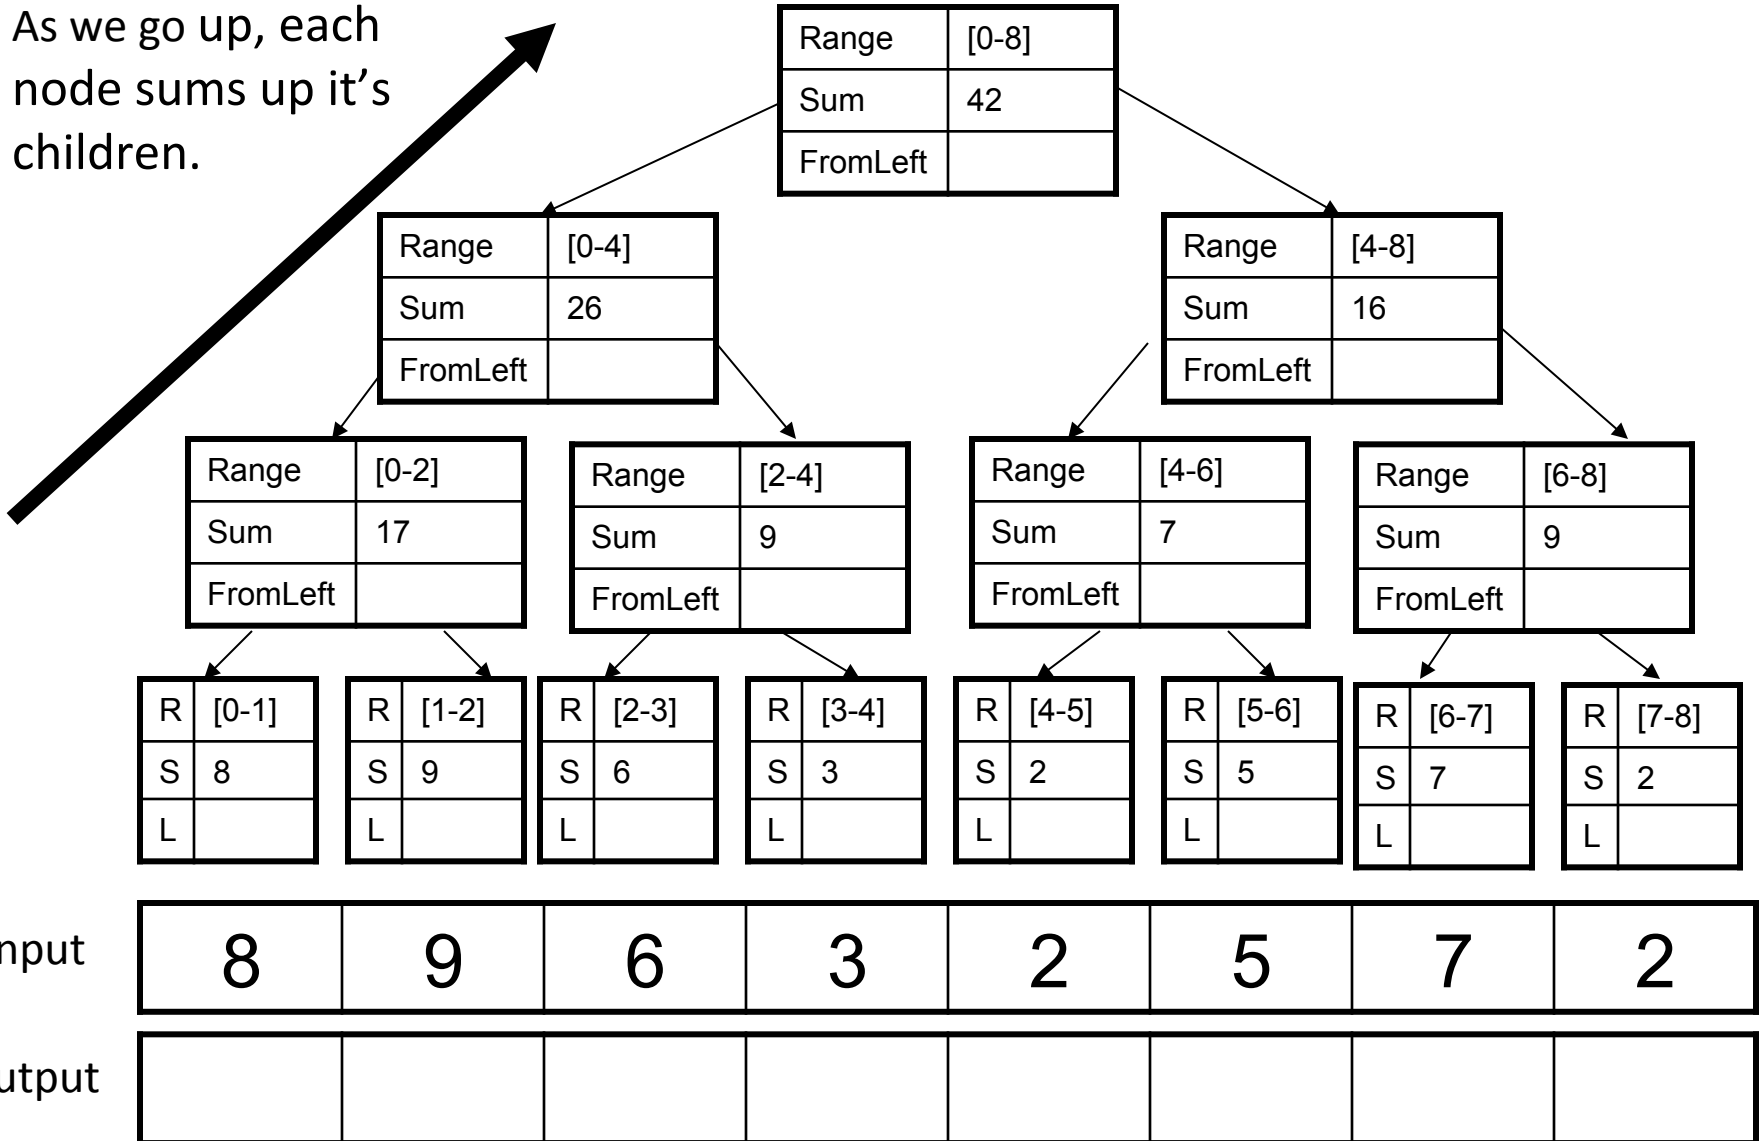 As we go up, each
node sums up it’s
children.
Range [0-8]
Sum 42
FromLeft
Range [0-4]
Sum 26
FromLeft
Range [4-8]
Sum 16
FromLeft
Range [0-2]
Sum 17
FromLeft
Range [2-4]
Sum 9
FromLeft
Range [4-6]
Sum 7
FromLeft
Range [6-8]
Sum 9
FromLeft
R [0-1]
S 8
L
R [1-2]
S 9
L
R [2-3]
S 6
L
R [3-4]
S 3
L
R [4-5]
S 2
L
R [5-6]
S 5
L
R [6-7]
S 7
L
R [7-8]
S 2
L
nput 8 9 6 3 2 5 7 2
utput